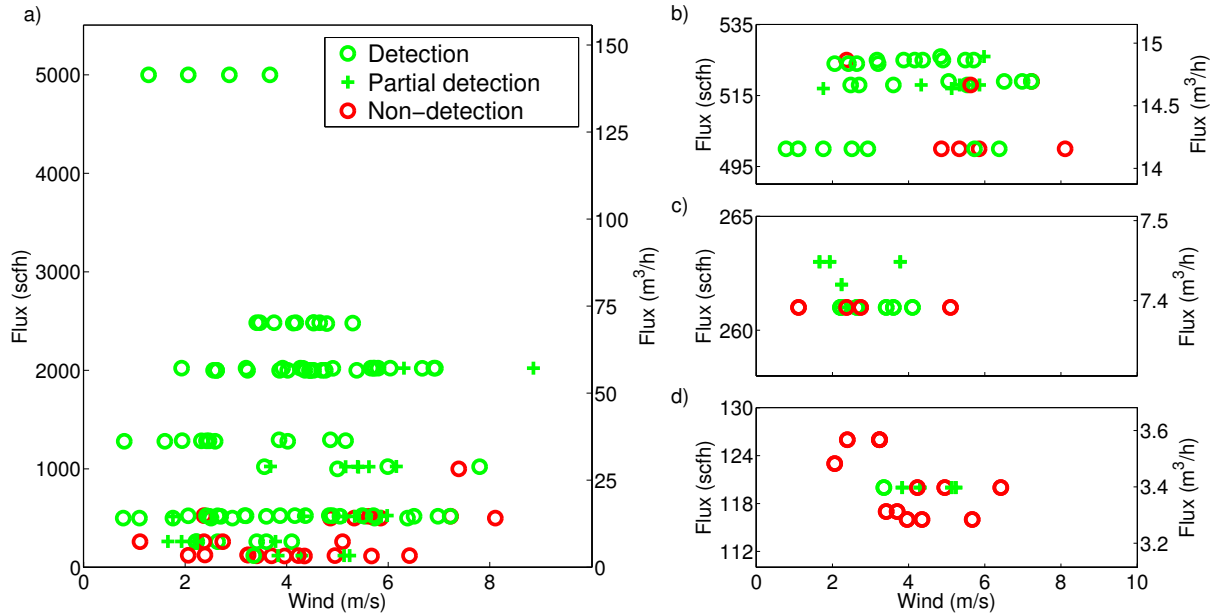 a)
Flux (scfh)
5000
4000
3000
2000
1000
0
0 2 4 6 8
Wind (m/s)
150
125
100
75
50
25
0
Flux (m³/h)
Detection
Partial detection
Non−detection
b)
Flux (scfh)
535
515
495
15
14.5
14
Flux (m³/h)
c)
Flux (scfh)
265
260
7.5
7.4
Flux (m³/h)
d)
Flux (scfh)
130
124
118
112
3.6
3.4
3.2
Flux (m³/h)
0 2 4 6 8 10
Wind (m/s)